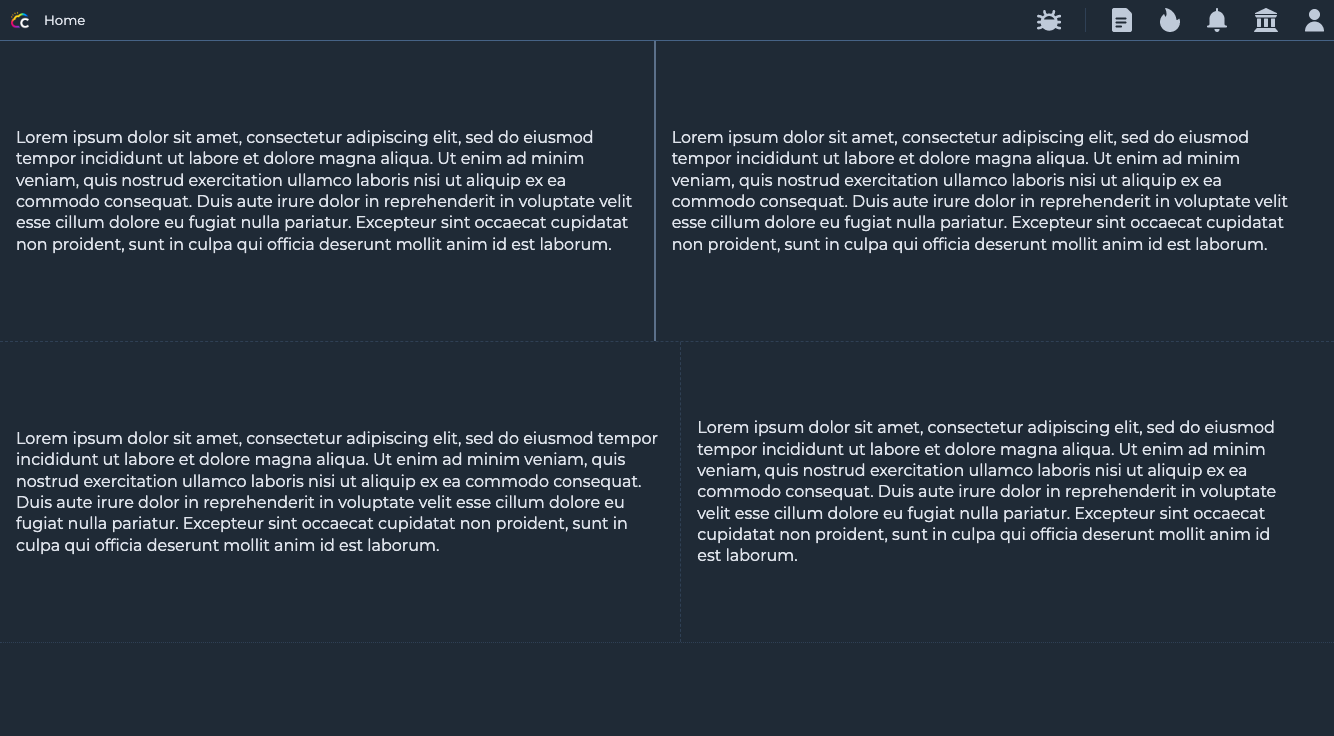 Home
Lorem ipsum dolor sit amet, consectetur adipiscing elit, sed do eiusmod
tempor incididunt ut labore et dolore magna aliqua. Ut enim ad minim
veniam, quis nostrud exercitation ullamco laboris nisi ut aliquip ex ea
commodo consequat. Duis aute irure dolor in reprehenderit in voluptate velit
esse cillum dolore eu fugiat nulla pariatur. Excepteur sint occaecat cupidatat
non proident, sunt in culpa qui officia deserunt mollit anim id est laborum.
Lorem ipsum dolor sit amet, consectetur adipiscing elit, sed do eiusmod
tempor incididunt ut labore et dolore magna aliqua. Ut enim ad minim
veniam, quis nostrud exercitation ullamco laboris nisi ut aliquip ex ea
commodo consequat. Duis aute irure dolor in reprehenderit in voluptate velit
esse cillum dolore eu fugiat nulla pariatur. Excepteur sint occaecat cupidatat
non proident, sunt in culpa qui officia deserunt mollit anim id est laborum.
Lorem ipsum dolor sit amet, consectetur adipiscing elit, sed do eiusmod tempor
incididunt ut labore et dolore magna aliqua. Ut enim ad minim veniam, quis
nostrud exercitation ullamco laboris nisi ut aliquip ex ea commodo consequat.
Duis aute irure dolor in reprehenderit in voluptate velit esse cillum dolore eu
fugiat nulla pariatur. Excepteur sint occaecat cupidatat non proident, sunt in
culpa qui officia deserunt mollit anim id est laborum.
Lorem ipsum dolor sit amet, consectetur adipiscing elit, sed do eiusmod
tempor incididunt ut labore et dolore magna aliqua. Ut enim ad minim
veniam, quis nostrud exercitation ullamco laboris nisi ut aliquip ex ea
commodo consequat. Duis aute irure dolor in reprehenderit in voluptate
velit esse cillum dolore eu fugiat nulla pariatur. Excepteur sint occaecat
cupidatat non proident, sunt in culpa qui officia deserunt mollit anim id
est laborum.